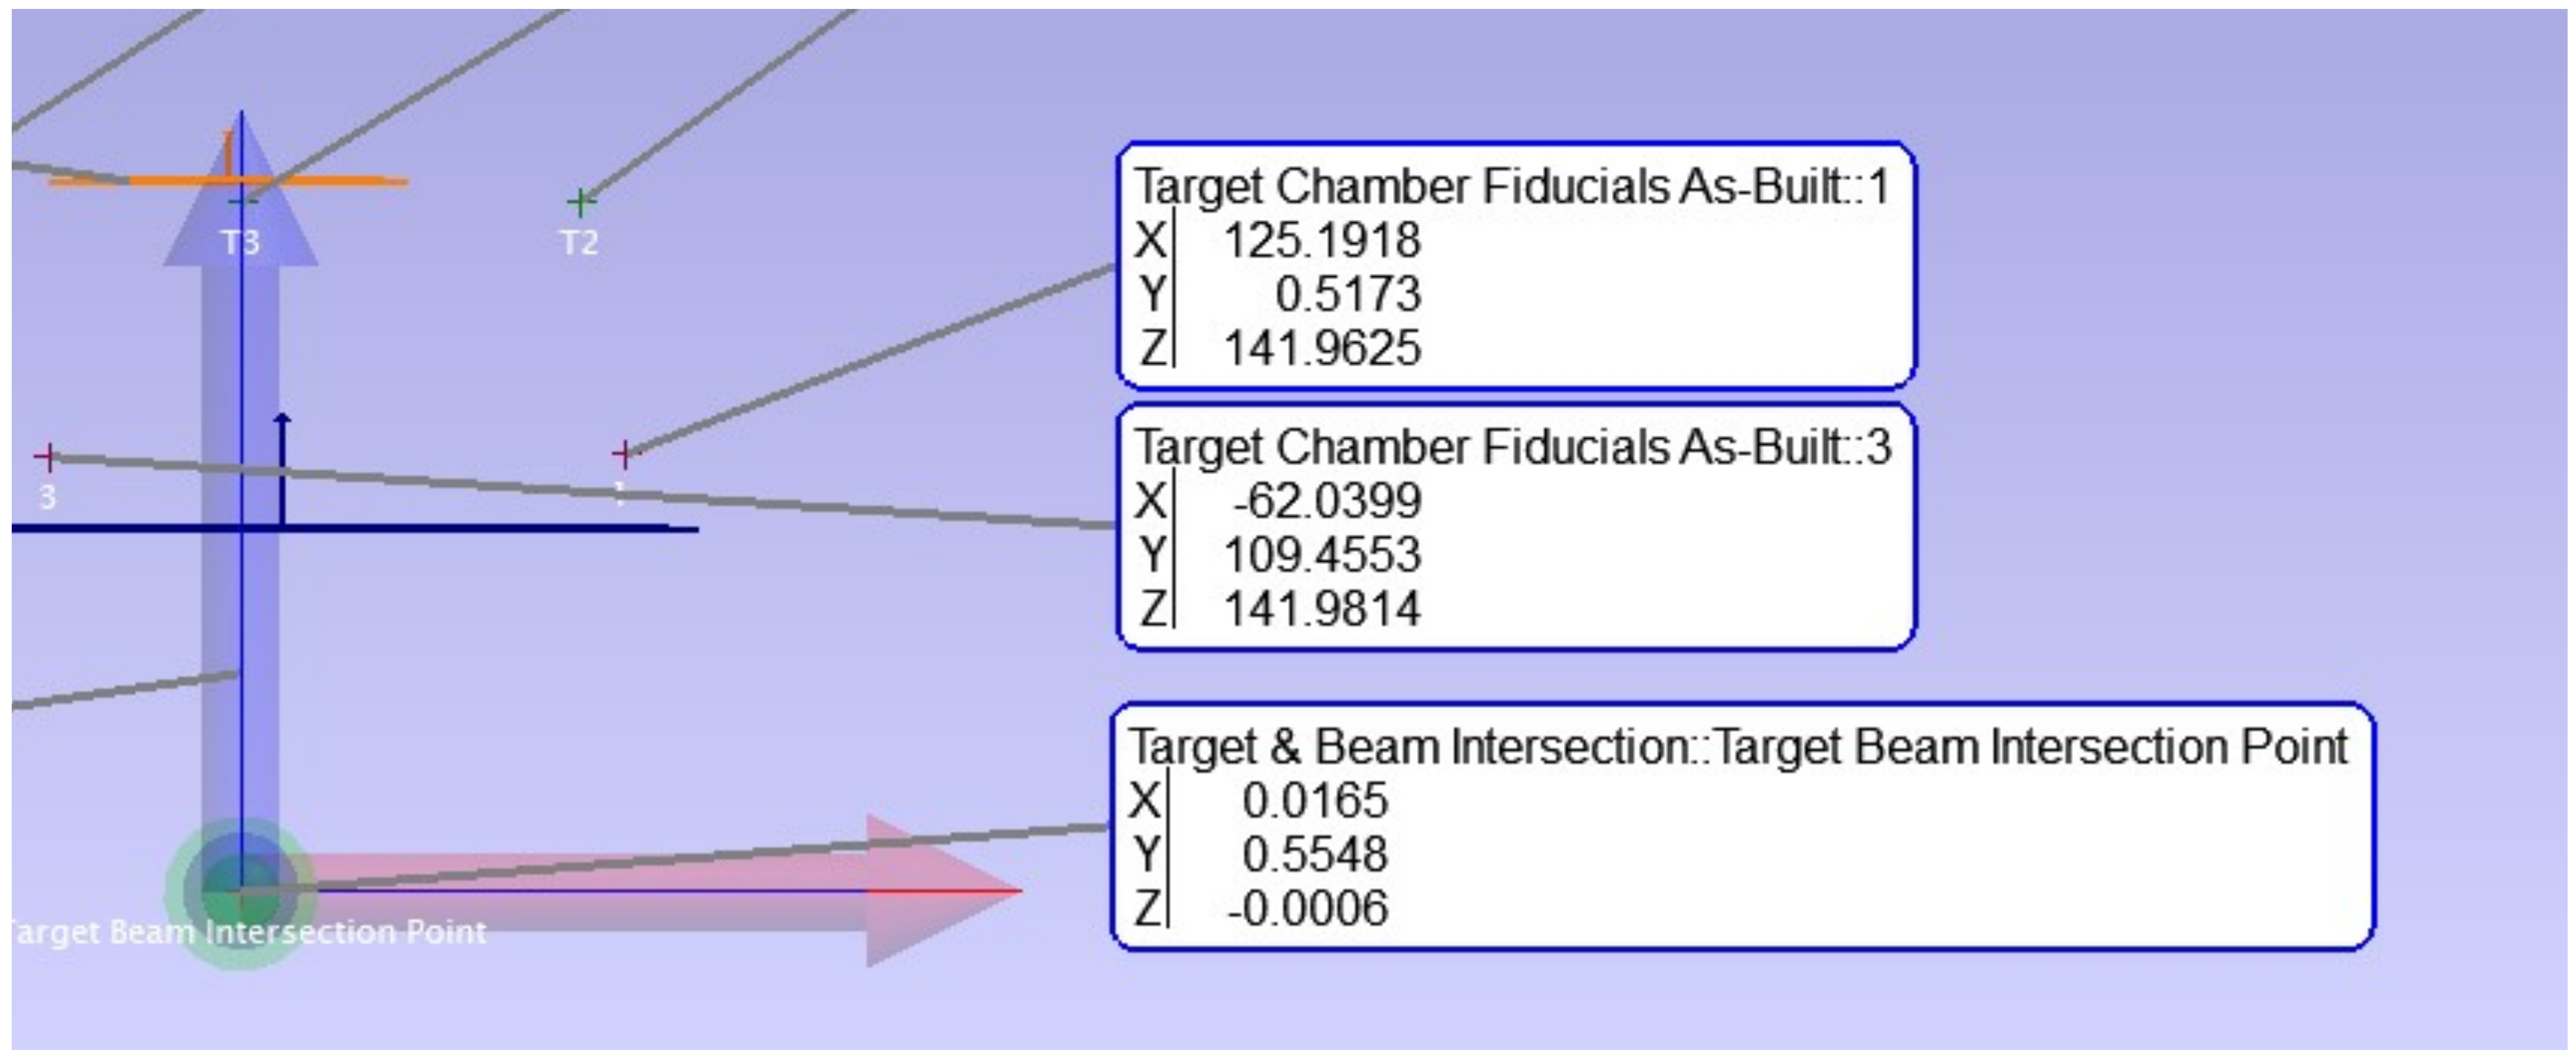 T3
T2
Target Chamber Fiducials As-Built::1
X 125.1918
Y 0.5173
Z 141.9625
3
1
Target Chamber Fiducials As-Built::3
X -62.0399
Y 109.4553
Z 141.9814
Target & Beam Intersection::Target Beam Intersection Point
X 0.0165
Y 0.5548
Z -0.0006
Target Beam Intersection Point